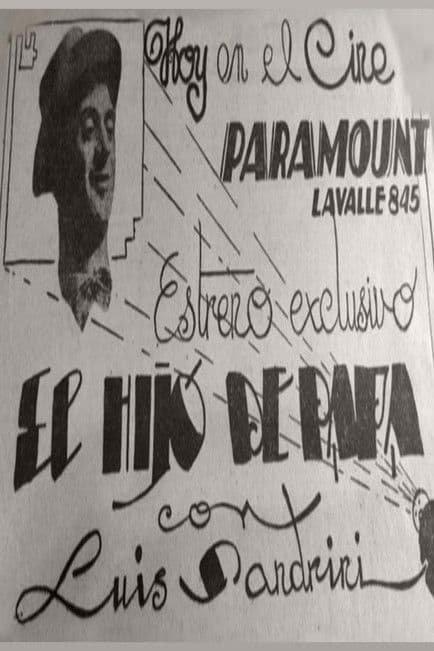 Hoy en el Cine
PARAMOUNT
LAVALLE 845
Estreno exclusivo
EL HIJO DE PAPA
con
Luis Sandrini